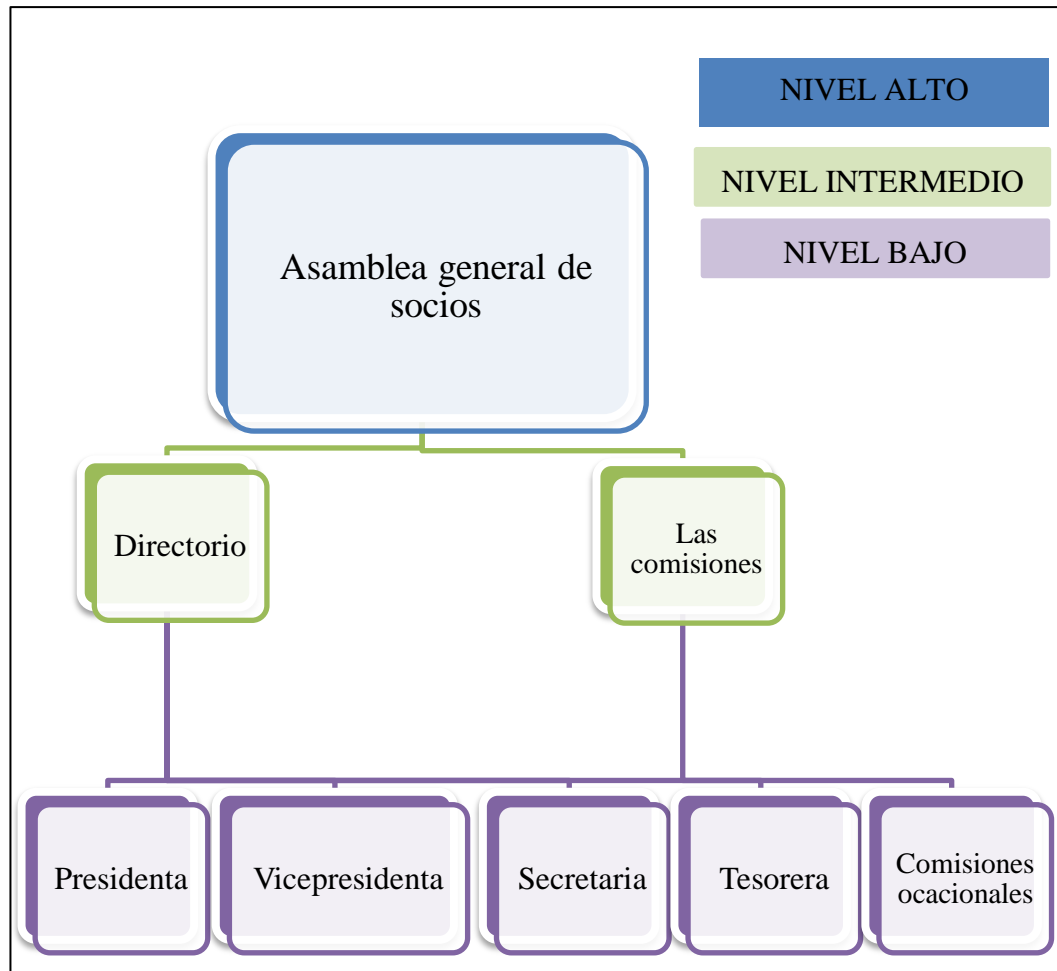 NIVEL ALTO
NIVEL INTERMEDIO
NIVEL BAJO
Asamblea general de
socios
Directorio
Las
comisiones
Presidenta
Vicepresidenta
Secretaria
Tesorera
Comisiones
ocacionales